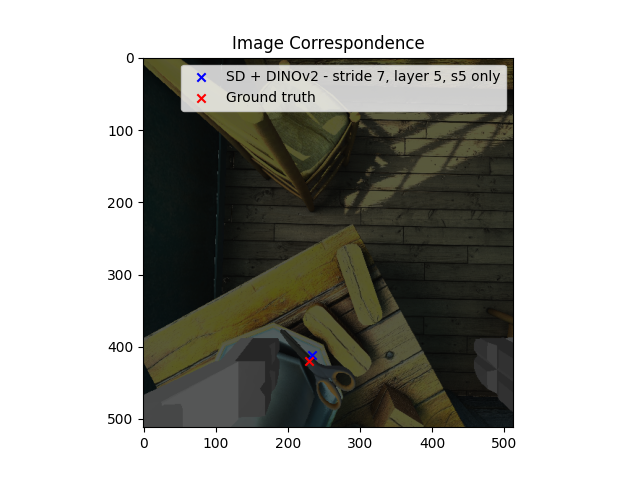 Image Correspondence
SD + DINOv2 - stride 7, layer 5, s5 only
Ground truth
0
100
200
300
400
500
0 100 200 300 400 500